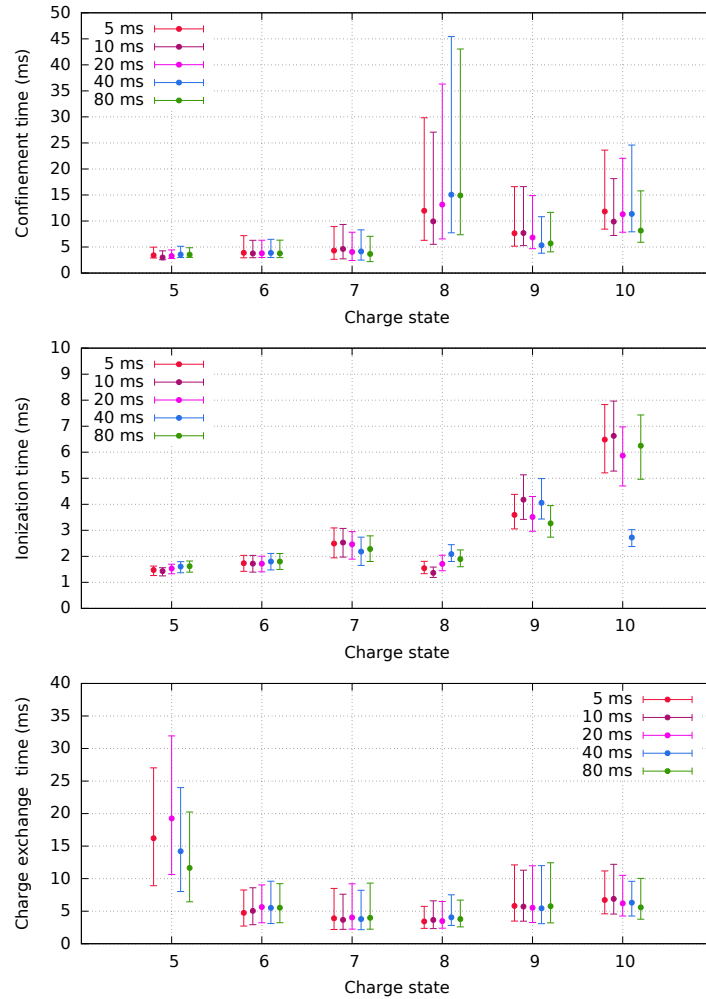 Confinement time (ms)
50
45
40
35
30
25
20
15
10
5
0
5 ms
10 ms
20 ms
40 ms
80 ms
5 6 7 8 9 10
Charge state
Ionization time (ms)
10
9
8
7
6
5
4
3
2
1
0
5 ms
10 ms
20 ms
40 ms
80 ms
5 6 7 8 9 10
Charge state
Charge exchange time (ms)
40
35
30
25
20
15
10
5
0
5 ms
10 ms
20 ms
40 ms
80 ms
5 6 7 8 9 10
Charge state